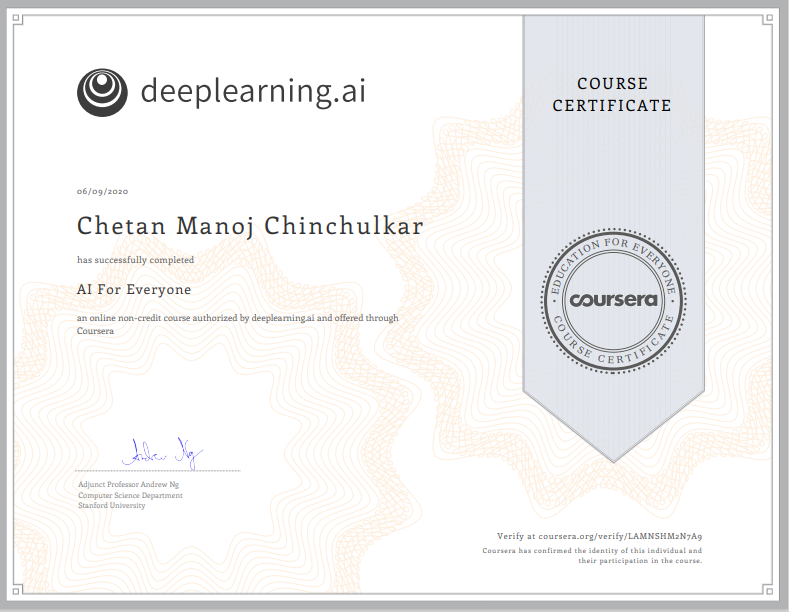 deeplearning.ai
COURSE
CERTIFICATE
06/09/2020
Chetan Manoj Chinchulkar
has successfully completed
AI For Everyone
an online non-credit course authorized by deeplearning.ai and offered through
Coursera
EDUCATION FOR EVERYONE
coursera
COURSE CERTIFICATE
Andrew Ng
Adjunct Professor Andrew Ng
Computer Science Department
Stanford University
Verify at coursera.org/verify/LAMNSHM2N7A9
Coursera has confirmed the identity of this individual and
their participation in the course.